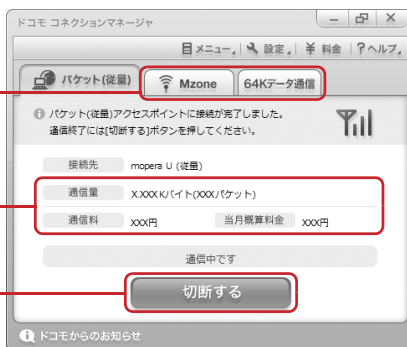 ドコモ コネクションマネージャ
メニュー 設定 ¥ 料金 ?ヘルプ
パケット(従量) Mzone 64Kデータ通信
パケット(従量)アクセスポイントに接続が完了しました。
通信終了には[切断する]ボタンを押してください。
接続先 mopera U (従量)
通信量 X.XXX Kバイト(XXXパケット)
通信料 XXX円 当月概算料金 XXX円
通信中です
切断する
ドコモからのお知らせ